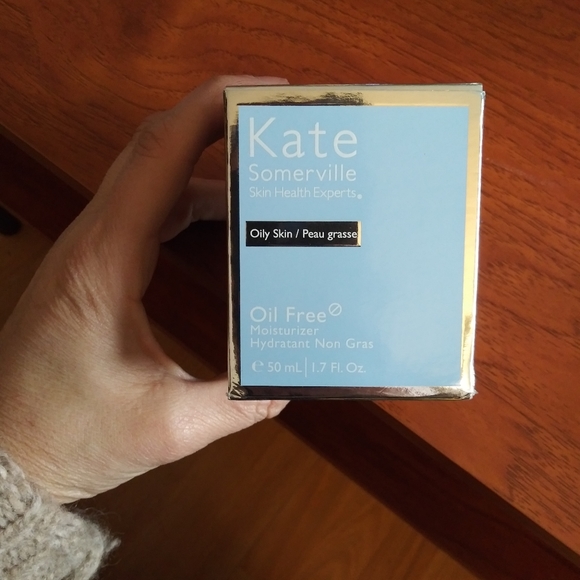 Kate
Somerville
Skin Health Experts®
Oily Skin / Peau grasse
Oil Free
Moisturizer
Hydratant Non Gras
℮ 50 mL | 1.7 Fl. Oz.